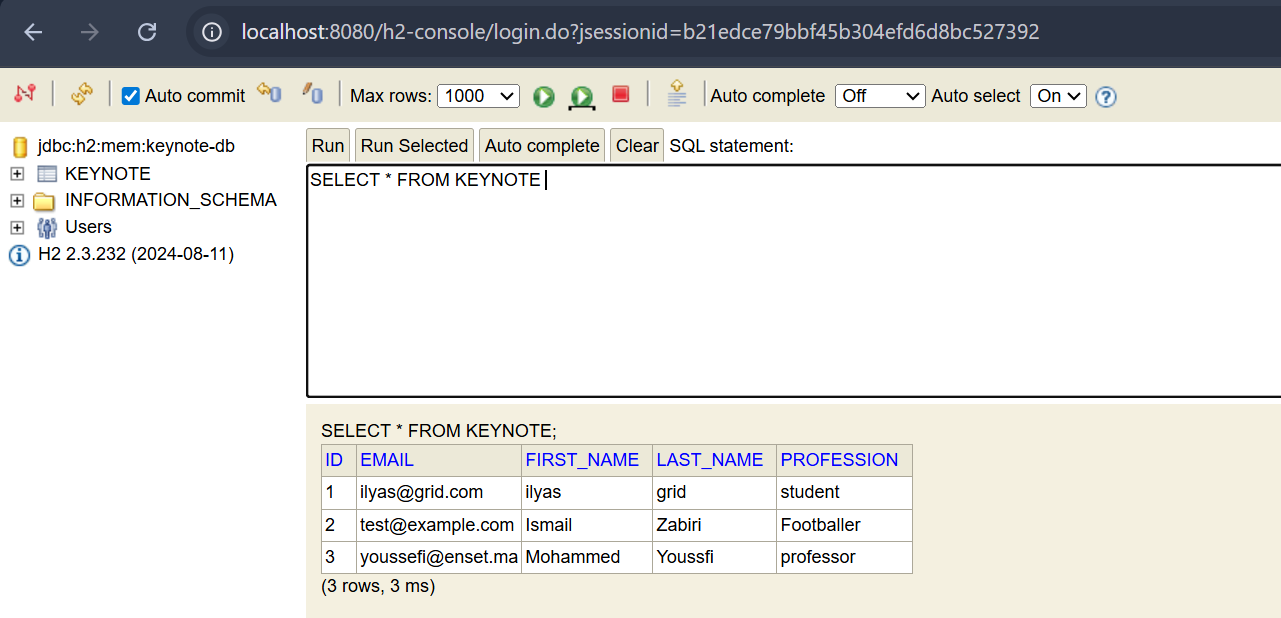 localhost:8080/h2-console/login.do?jsessionid=b21edce79bbf45b304efd6d8bc527392
Auto commit Max rows: 1000 Auto complete Off Auto select On ?
jdbc:h2:mem:keynote-db
KEYNOTE
INFORMATION_SCHEMA
Users
H2 2.3.232 (2024-08-11)
Run Run Selected Auto complete Clear SQL statement:
SELECT * FROM KEYNOTE
SELECT * FROM KEYNOTE;
ID EMAIL FIRST_NAME LAST_NAME PROFESSION
1 ilyas@grid.com ilyas grid student
2 test@example.com Ismail Zabiri Footballer
3 youssefi@enset.ma Mohammed Youssfi professor
(3 rows, 3 ms)